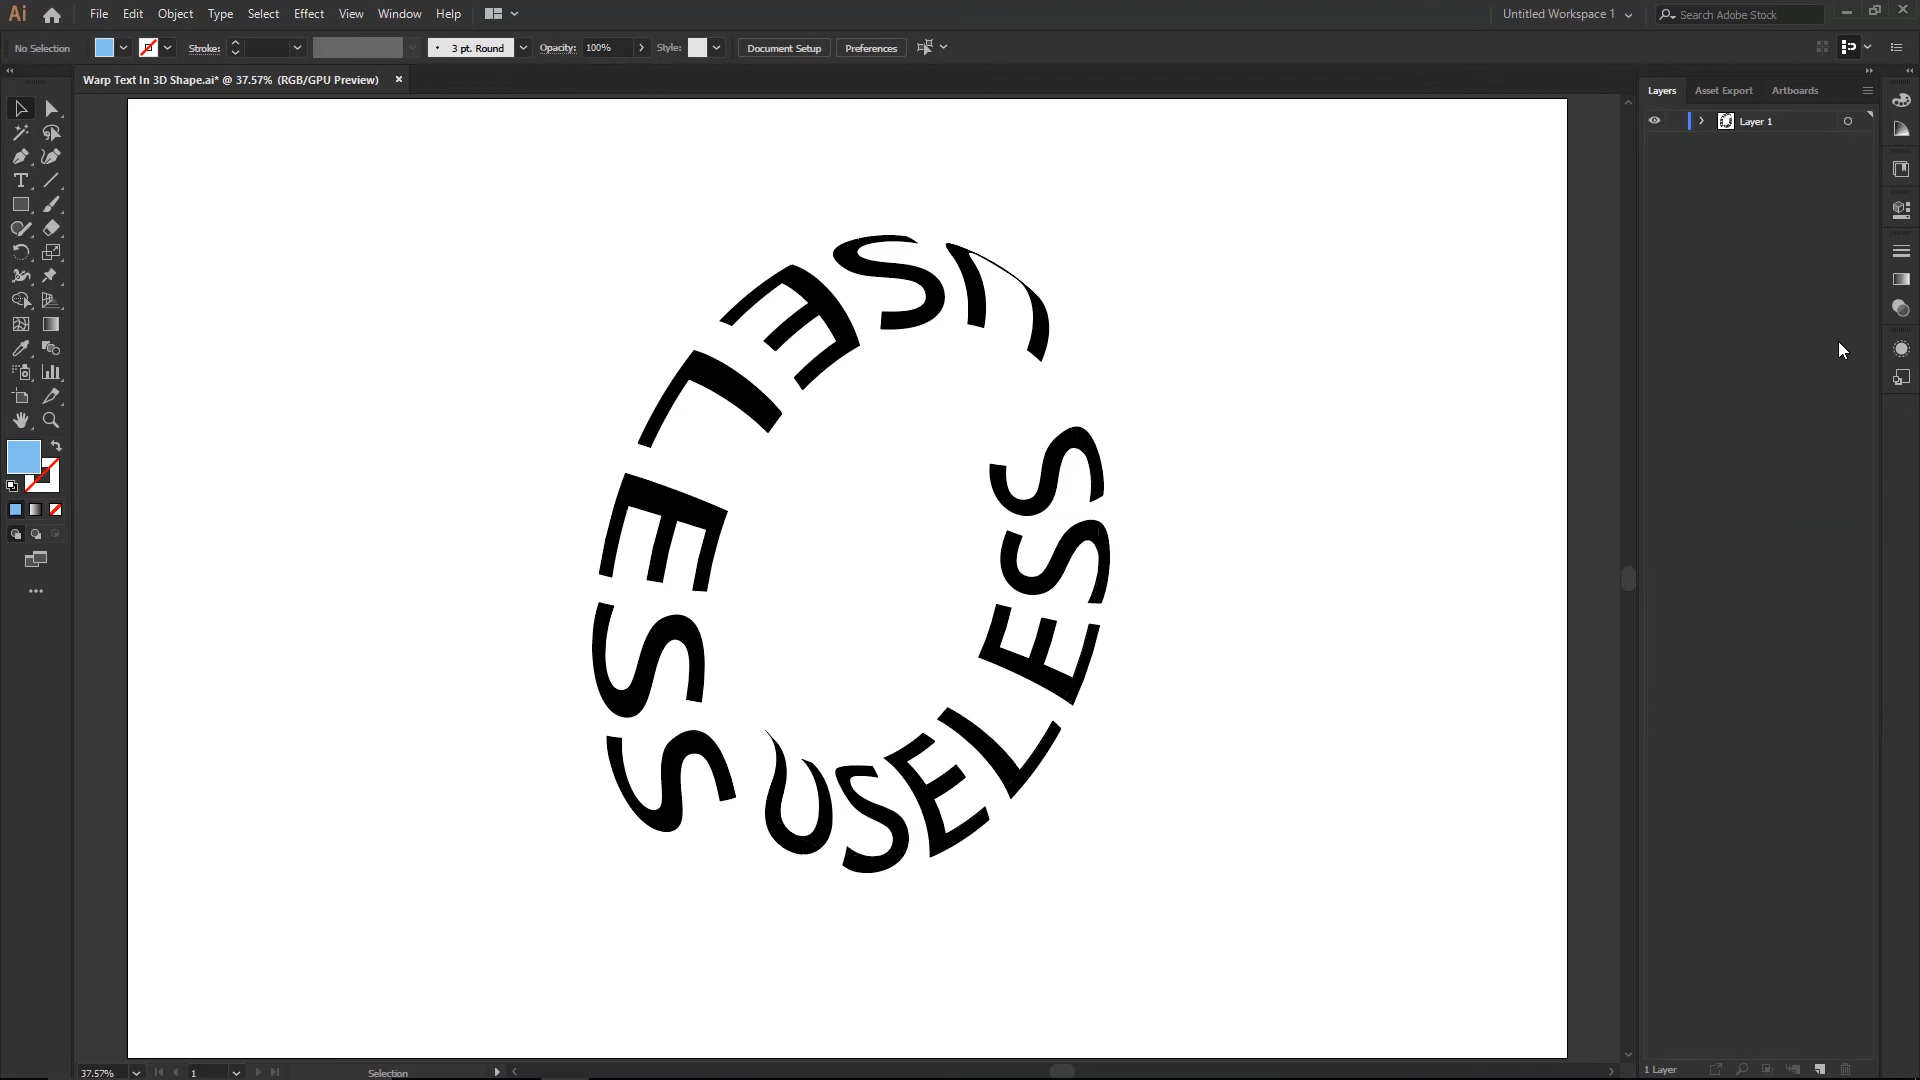 Ai File Edit Object Type Select Effect View Window Help Untitled Workspace 1 Search Adobe Stock
No Selection Stroke: 3 pt. Round Opacity: 100% Style: Document Setup Preferences
Warp Text In 3D Shape.ai* @ 37.57% (RGB/GPU Preview)
Layers Asset Export Artboards
Layer 1
USELESS
USELESS
37.57% 1 Selection 1 Layer